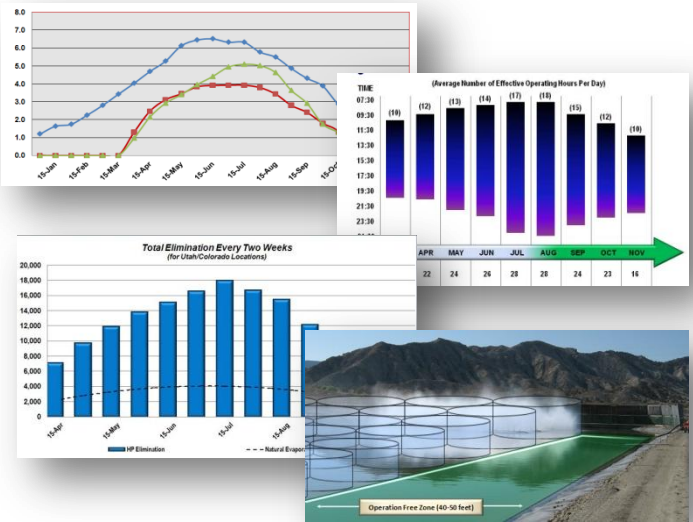 8.0
7.0
6.0
5.0
4.0
3.0
2.0
1.0
0.0
15-Jan 15-Feb 15-Mar 15-Apr 15-May 15-Jun 15-Jul 15-Aug 15-Sep 15-Oct
(Average Number of Effective Operating Hours Per Day)
TIME
07:30
09:30
11:30
13:30
15:30
17:30
19:30
21:30
23:30
(10) (12) (13) (14) (17) (18) (15) (12) (10)
APR MAY JUN JUL AUG SEP OCT NOV
22 24 26 28 28 24 23 16
Total Elimination Every Two Weeks
(for Utah/Colorado Locations)
20,000
18,000
16,000
14,000
12,000
10,000
8,000
6,000
4,000
2,000
0
15-Apr 15-May 15-Jun 15-Jul 15-Aug
HP Elimination Natural
Operation Free Zone (40-50 feet)